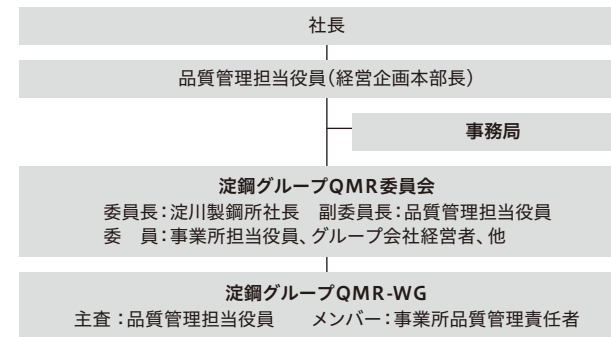 社長
品質管理担当役員（経営企画本部長）
事務局
淀鋼グループQMR委員会
委員長：淀川製鋼所社長　副委員長：品質管理担当役員
委　員：事業所担当役員、グループ会社経営者、他
淀鋼グループQMR-WG
主査：品質管理担当役員　　メンバー：事業所品質管理責任者